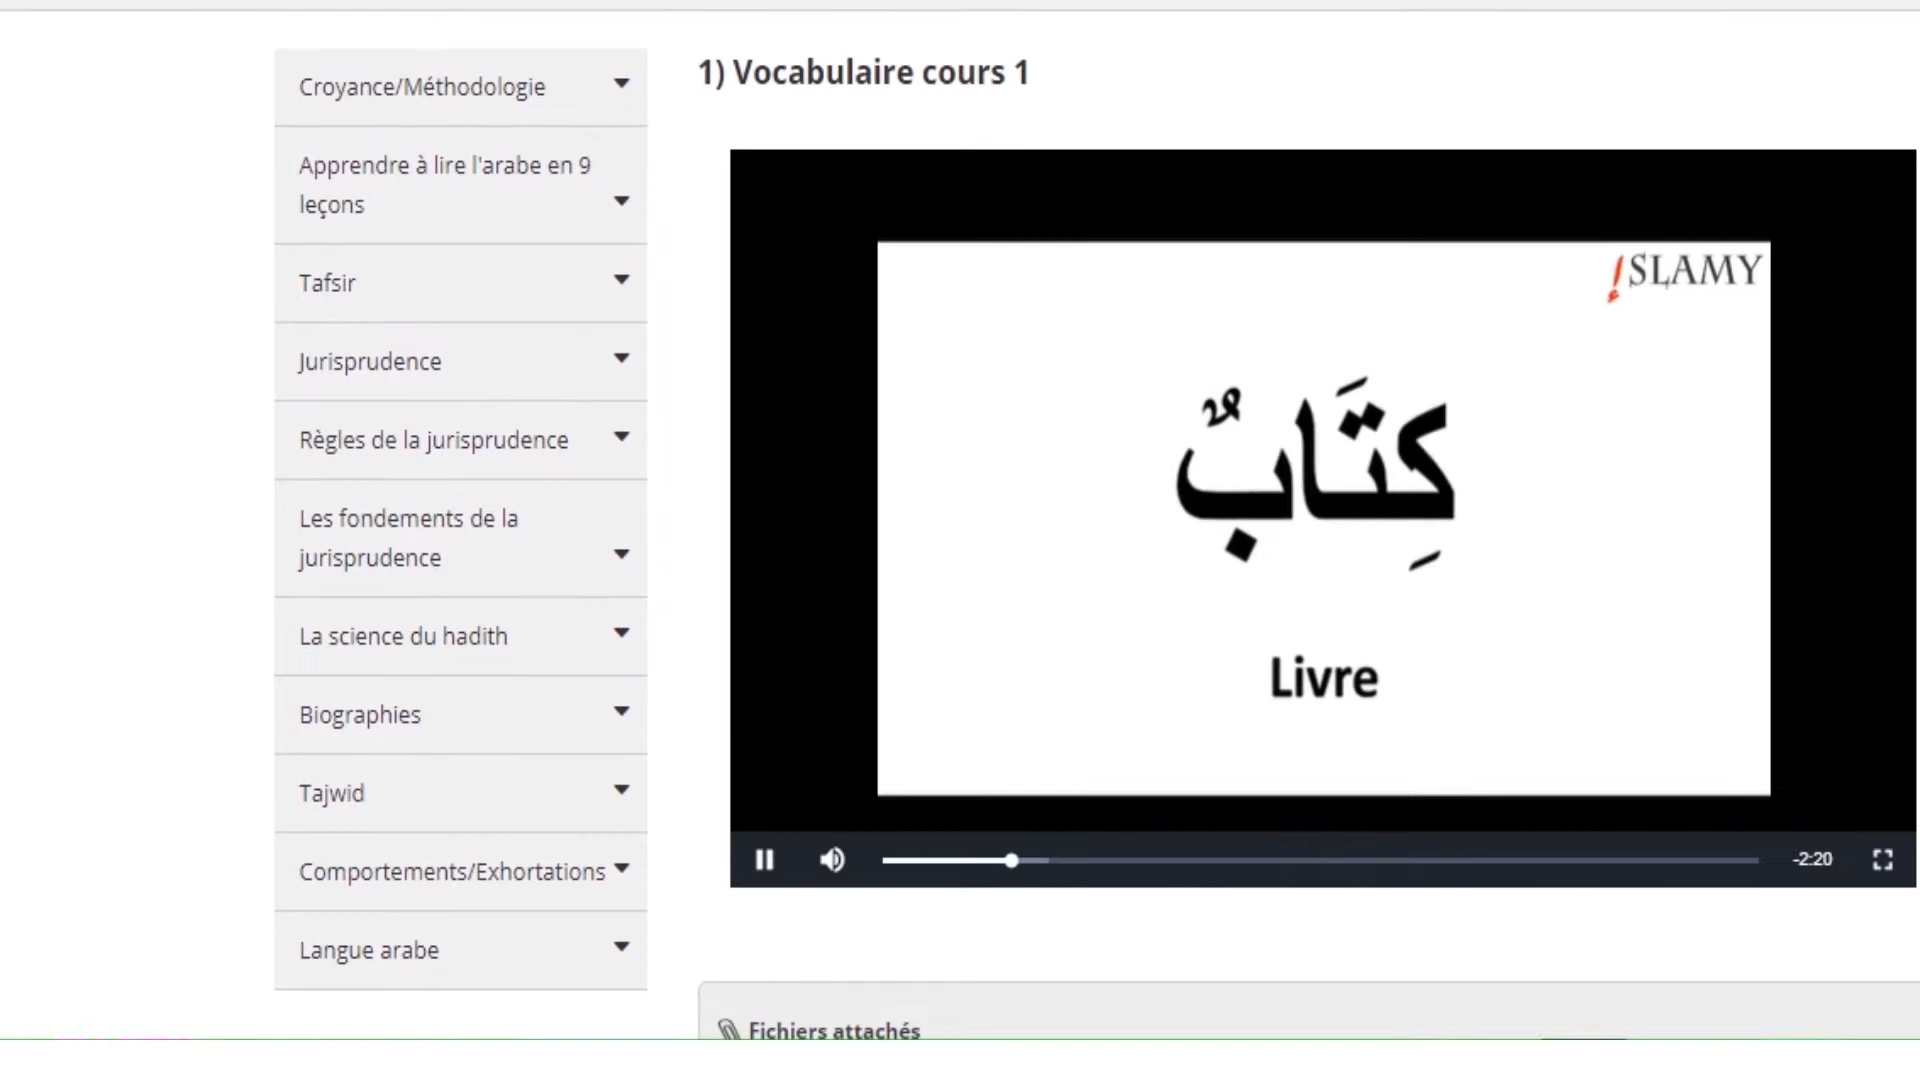 Croyance/Méthodologie
Apprendre à lire l'arabe en 9
leçons
Tafsir
Jurisprudence
Règles de la jurisprudence
Les fondements de la
jurisprudence
La science du hadith
Biographies
Tajwid
Comportements/Exhortations
Langue arabe
1) Vocabulaire cours 1
إSLAMY
كِتَابٌ
Livre
-2:20
Fichiers attachés